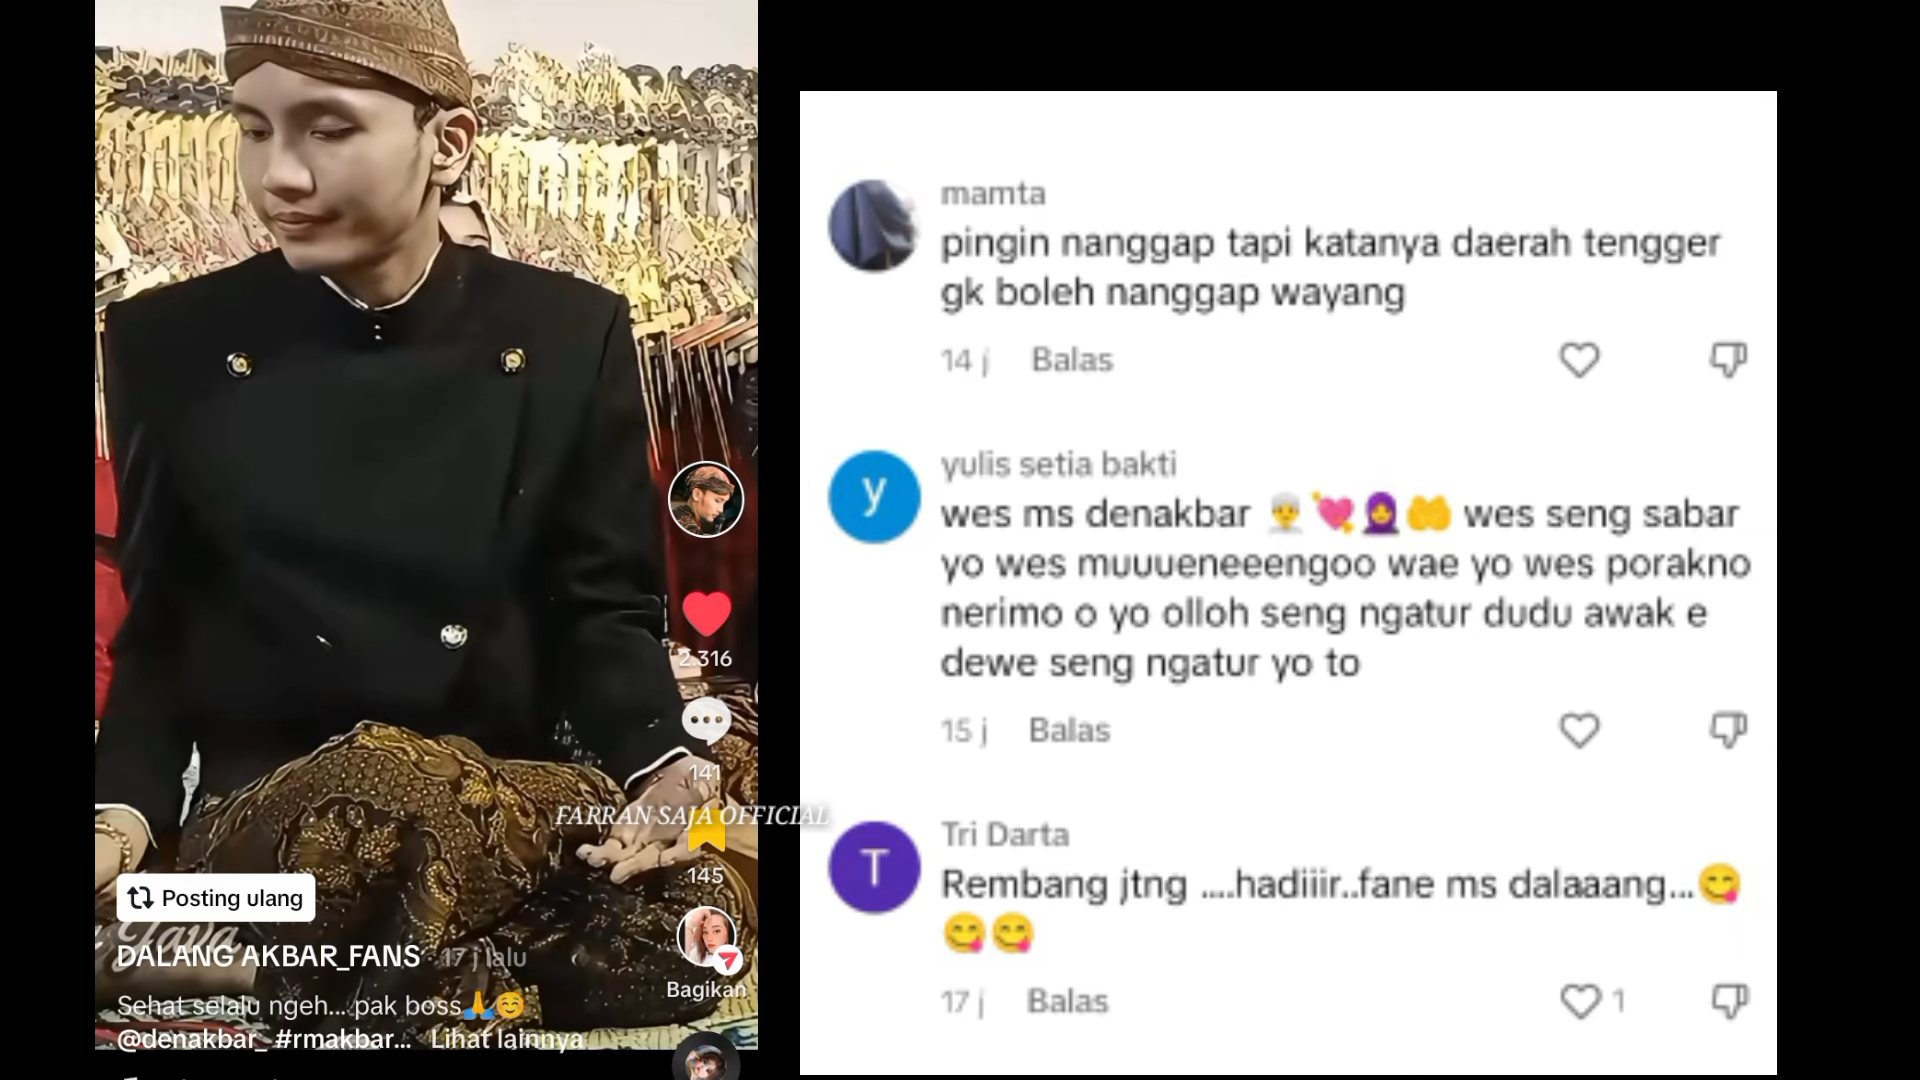 2.316
141
FARRAN SAJA OFFICIAL
145
Posting ulang
Java
DALANG AKBAR_FANS · 17 j lalu
Bagikan
Sehat selalu ngeh... pak boss🙏☺️
@denakbar_ #rmakbar... Lihat lainnya
mamta
pingin nanggap tapi katanya daerah tengger
gk boleh nanggap wayang
14 j Balas
y
yulis setia bakti
wes ms denakbar 👳💘🧕🤲 wes seng sabar
yo wes muuueneeengoo wae yo wes porakno
nerimo o yo olloh seng ngatur dudu awak e
dewe seng ngatur yo to
15 j Balas
T
Tri Darta
Rembang jtng ....hadiiir..fane ms dalaaang...😋
😋😋
17 j Balas 1